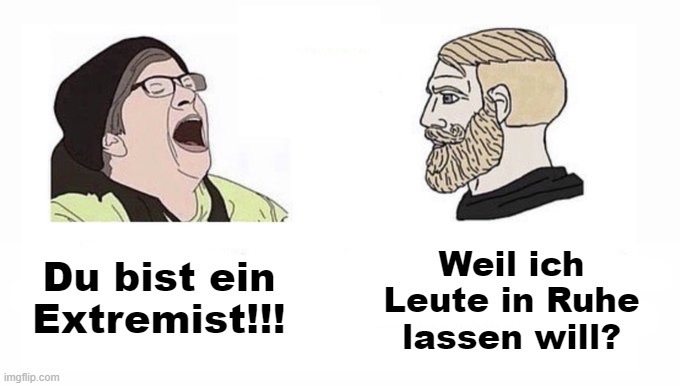 Du bist ein
Extremist!!!
Weil ich
Leute in Ruhe
lassen will?
imgflip.com